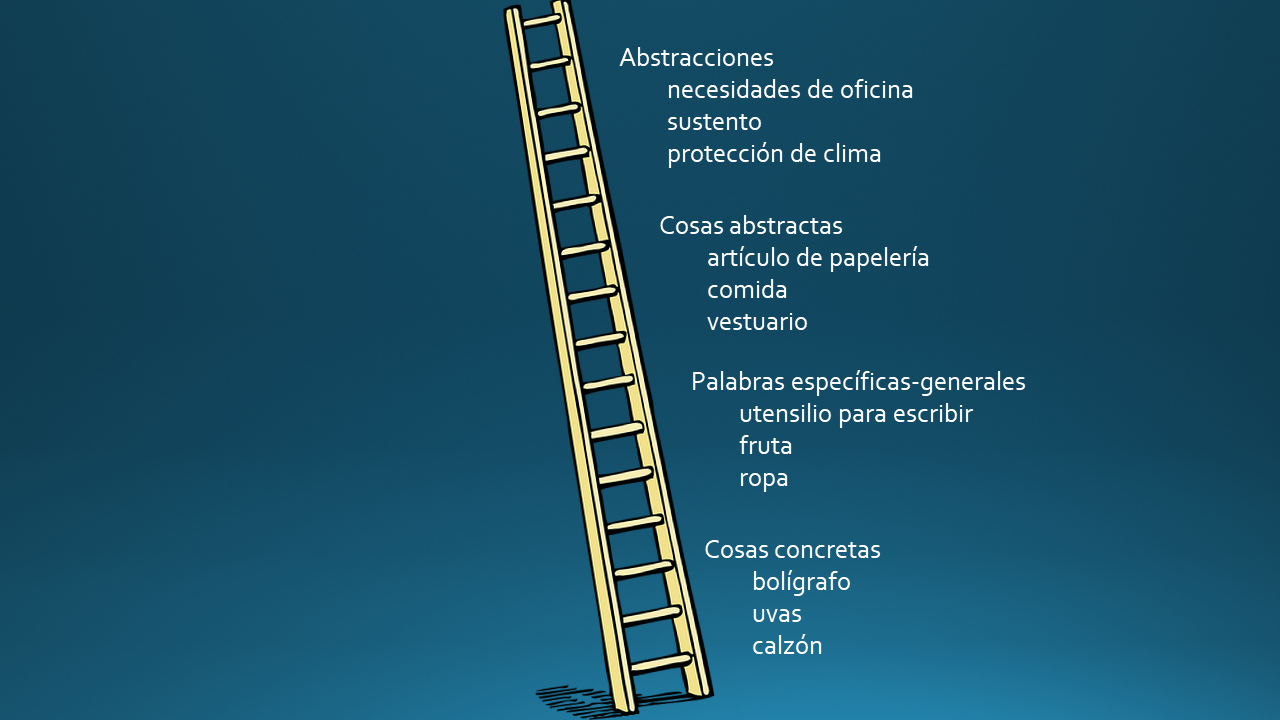 Abstracciones
necesidades de oficina
sustento
protección de clima
Cosas abstractas
artículo de papelería
comida
vestuario
Palabras específicas-generales
utensilio para escribir
fruta
ropa
Cosas concretas
bolígrafo
uvas
calzón